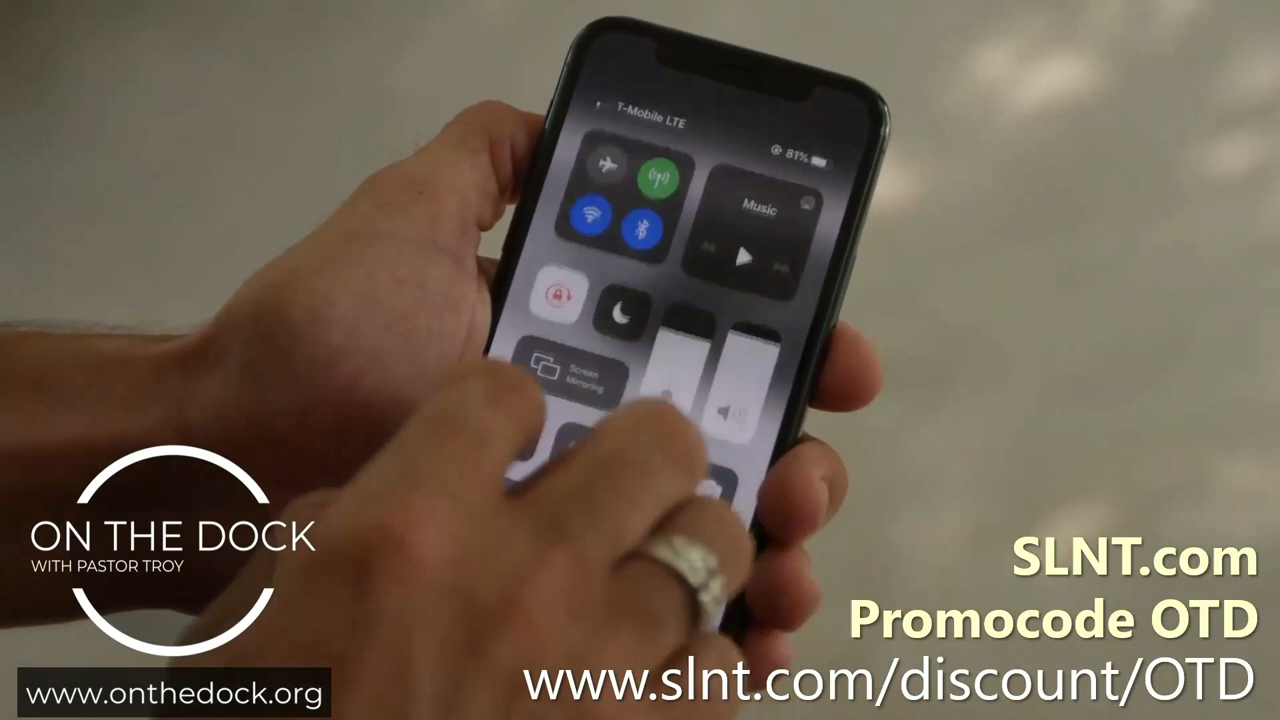 T-Mobile LTE
81%
Music
Screen
Mirroring
ON THE DOCK
WITH PASTOR TROY
www.onthedock.org
SLNT.com
Promocode OTD
www.slnt.com/discount/OTD